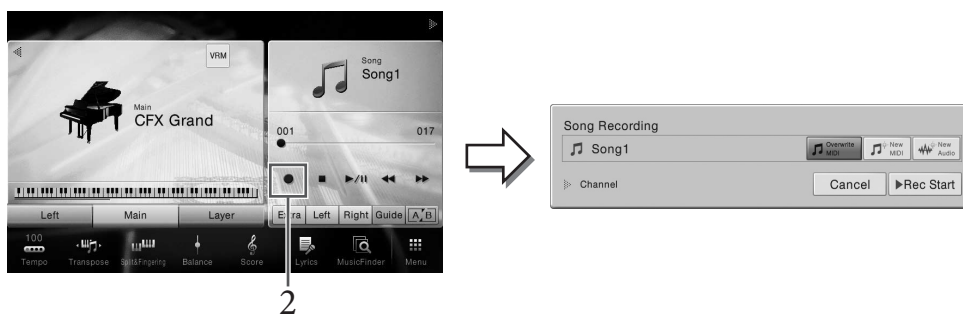 VRM
Main
CFX Grand
Song
Song1
001 017
Left Main Layer
Extra Left Right Guide A B
100
Tempo Transpose Split&Fingering Balance Score Lyrics MusicFinder Menu
2
Song Recording
Song1
Overwrite
MIDI
New
MIDI
New
Audio
Channel
Cancel
Rec Start